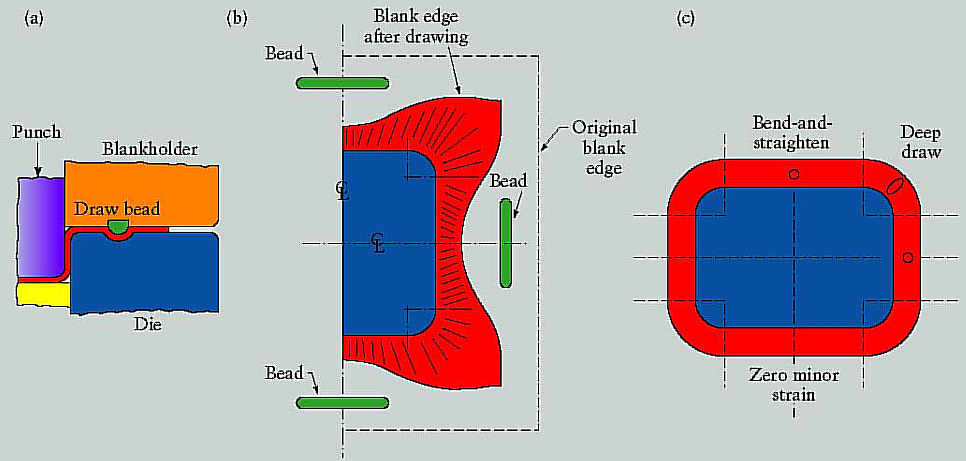 (a)
Punch
Blankholder
Draw bead
Die
(b)
Blank edge
after drawing
Bead
Original
blank
edge
Bead
℄
℄
Bead
(c)
Bend-and-
straighten
Deep
draw
Zero minor
strain